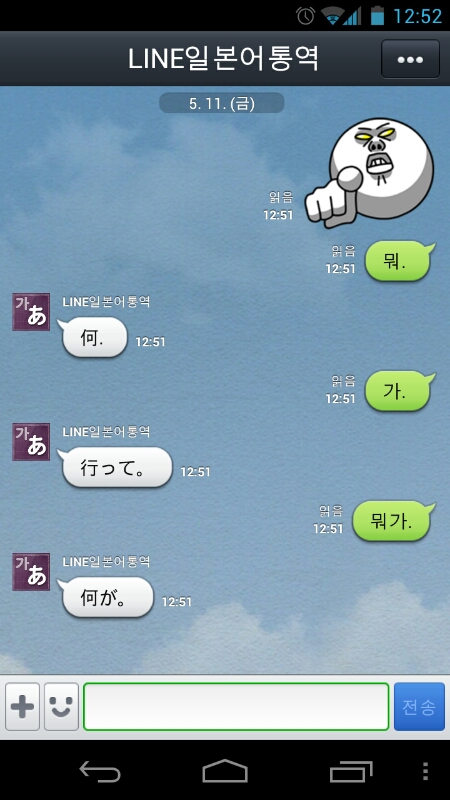 12:52
LINE일본어통역
5. 11. (금)
읽음
12:51
읽음
12:51
뭐.
가あ
LINE일본어통역
何.
12:51
읽음
12:51
가.
가あ
LINE일본어통역
行って。
12:51
읽음
12:51
뭐가.
가あ
LINE일본어통역
何が。
12:51
전송